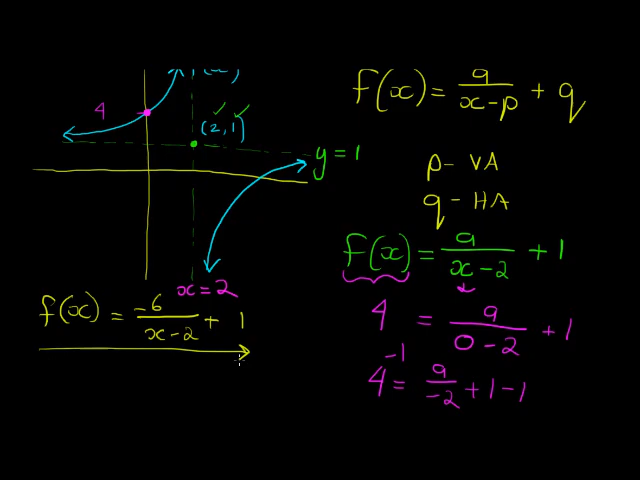 4
(2, 1)
y = 1
x = 2
f(x) = -6/(x-2) + 1
f(x) = a/(x-p) + q
p - VA
q - HA
f(x) = a/(x-2) + 1
4 = a/(0-2) + 1
4 -1 = a/-2 + 1 - 1